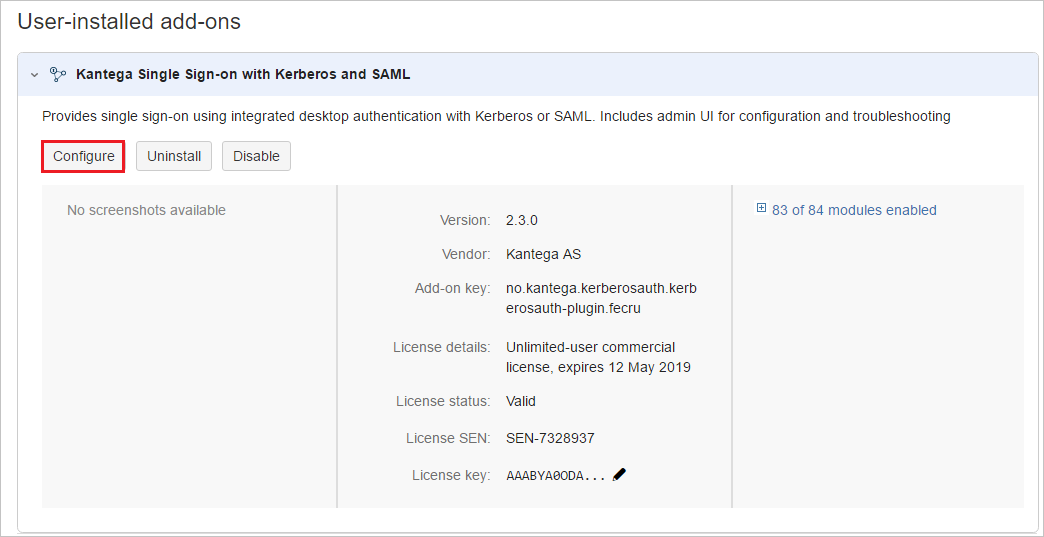 User-installed add-ons
Kantega Single Sign-on with Kerberos and SAML
Provides single sign-on using integrated desktop authentication with Kerberos or SAML. Includes admin UI for configuration and troubleshooting
Configure Uninstall Disable
No screenshots available
Version: 2.3.0
Vendor: Kantega AS
Add-on key: no.kantega.kerberosauth.kerb
erosauth-plugin.fecru
License details: Unlimited-user commercial
license, expires 12 May 2019
License status: Valid
License SEN: SEN-7328937
License key: AAABYA0ODA...
83 of 84 modules enabled